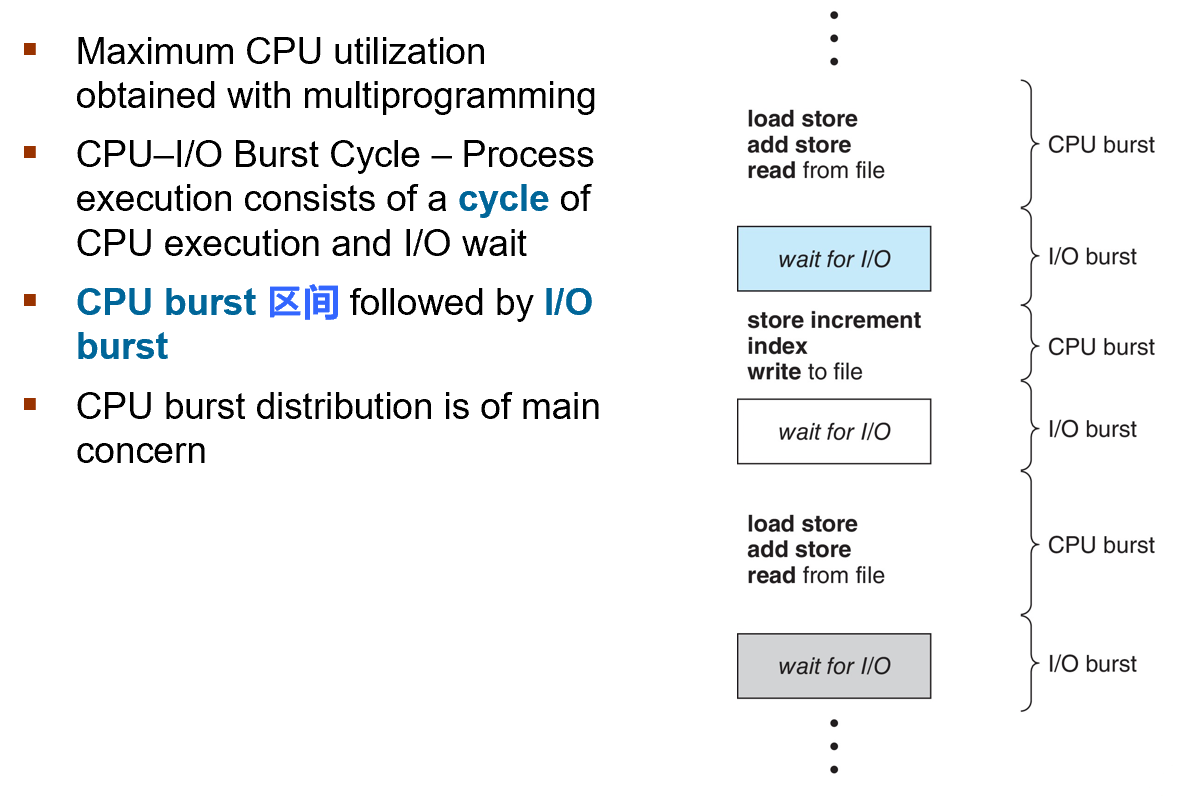 Maximum CPU utilization
obtained with multiprogramming
CPU–I/O Burst Cycle – Process
execution consists of a cycle of
CPU execution and I/O wait
CPU burst 区间 followed by I/O
burst
CPU burst distribution is of main
concern
load store
add store
read from file
CPU burst
wait for I/O
I/O burst
store increment
index
write to file
CPU burst
wait for I/O
I/O burst
load store
add store
read from file
CPU burst
wait for I/O
I/O burst